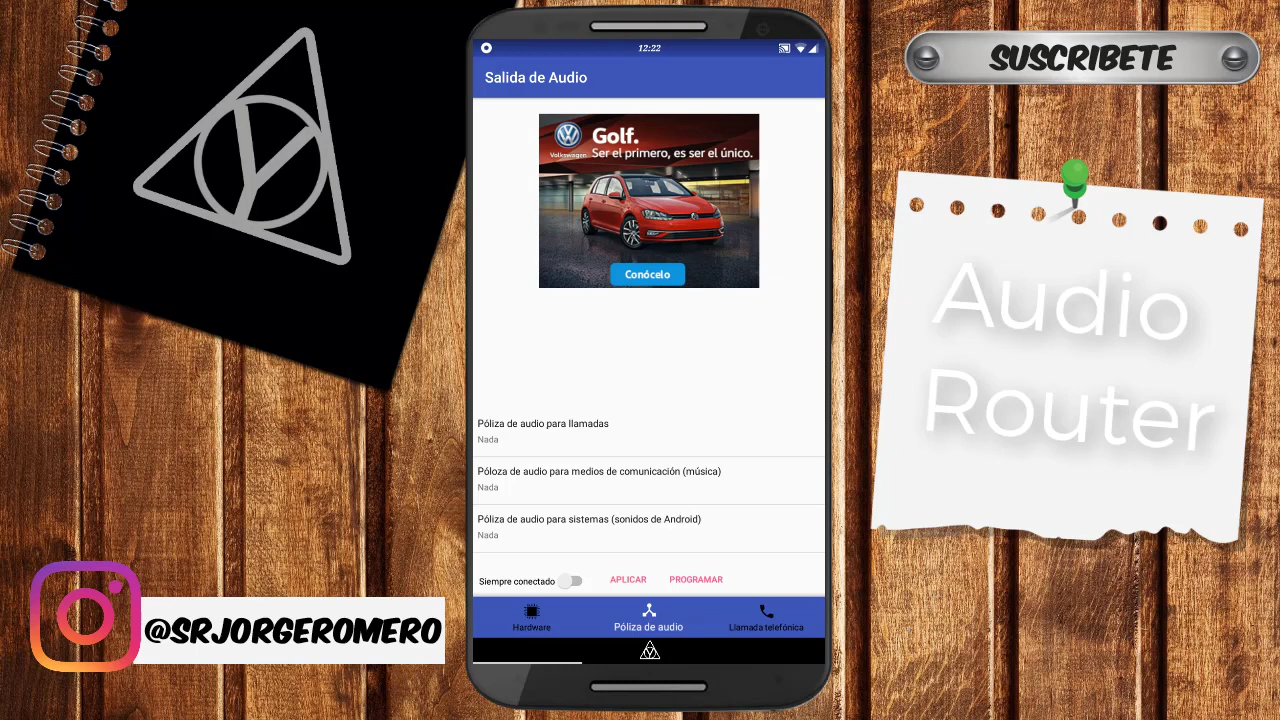 12:22
Salida de Audio
Golf.
Volkswagen
Ser el primero, es ser el único.
Conócelo
Póliza de audio para llamadas
Nada
Póloza de audio para medios de comunicación (música)
Nada
Póliza de audio para sistemas (sonidos de Android)
Nada
Siempre conectado
APLICAR
PROGRAMAR
Hardware
Póliza de audio
Llamada telefónica
SUSCRIBETE
Audio
Router
@SRJORGEROMERO